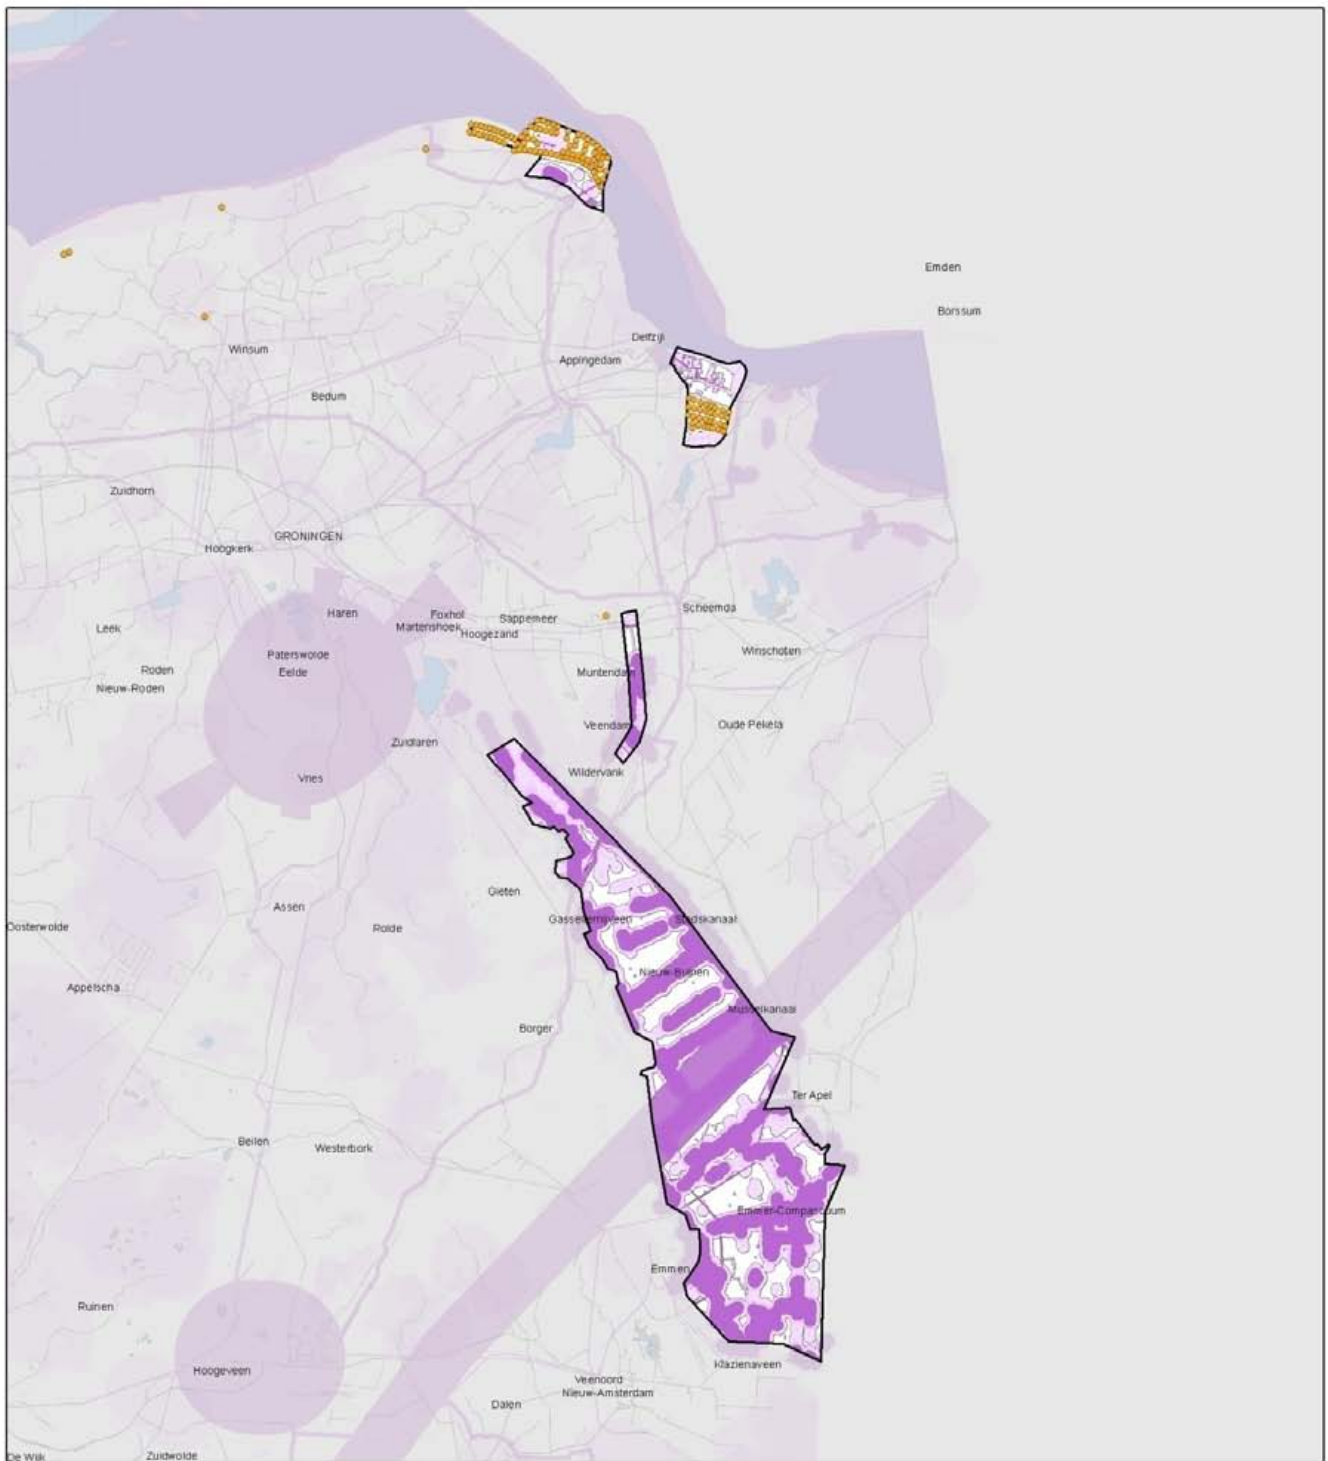 Emden
Borssum
Delfzijl
Appingedam
Winsum
Bedum
Zuidhorn
GRONINGEN
Hoogkerk
Haren
Foxhol
Sappemeer
Scheemda
Martenshoek
Hoogezand
Leek
Paterswolde
Winschoten
Roden
Eelde
Muntendam
Nieuw-Roden
Veendam
Oude Pekela
Zuidlaren
Wildervank
Vries
Gieten
Assen
Gasselternijveen
Stadskanaal
Oosterwolde
Rolde
Nieuw-Buinen
Appelscha
Musselkanaal
Borger
Ter Apel
Beilen
Westerbork
Emmer-Compascuum
Emmen
Ruinen
Klazienaveen
Hoogeveen
Veenoord
Nieuw-Amsterdam
Dalen
De Wijk
Zuidwolde